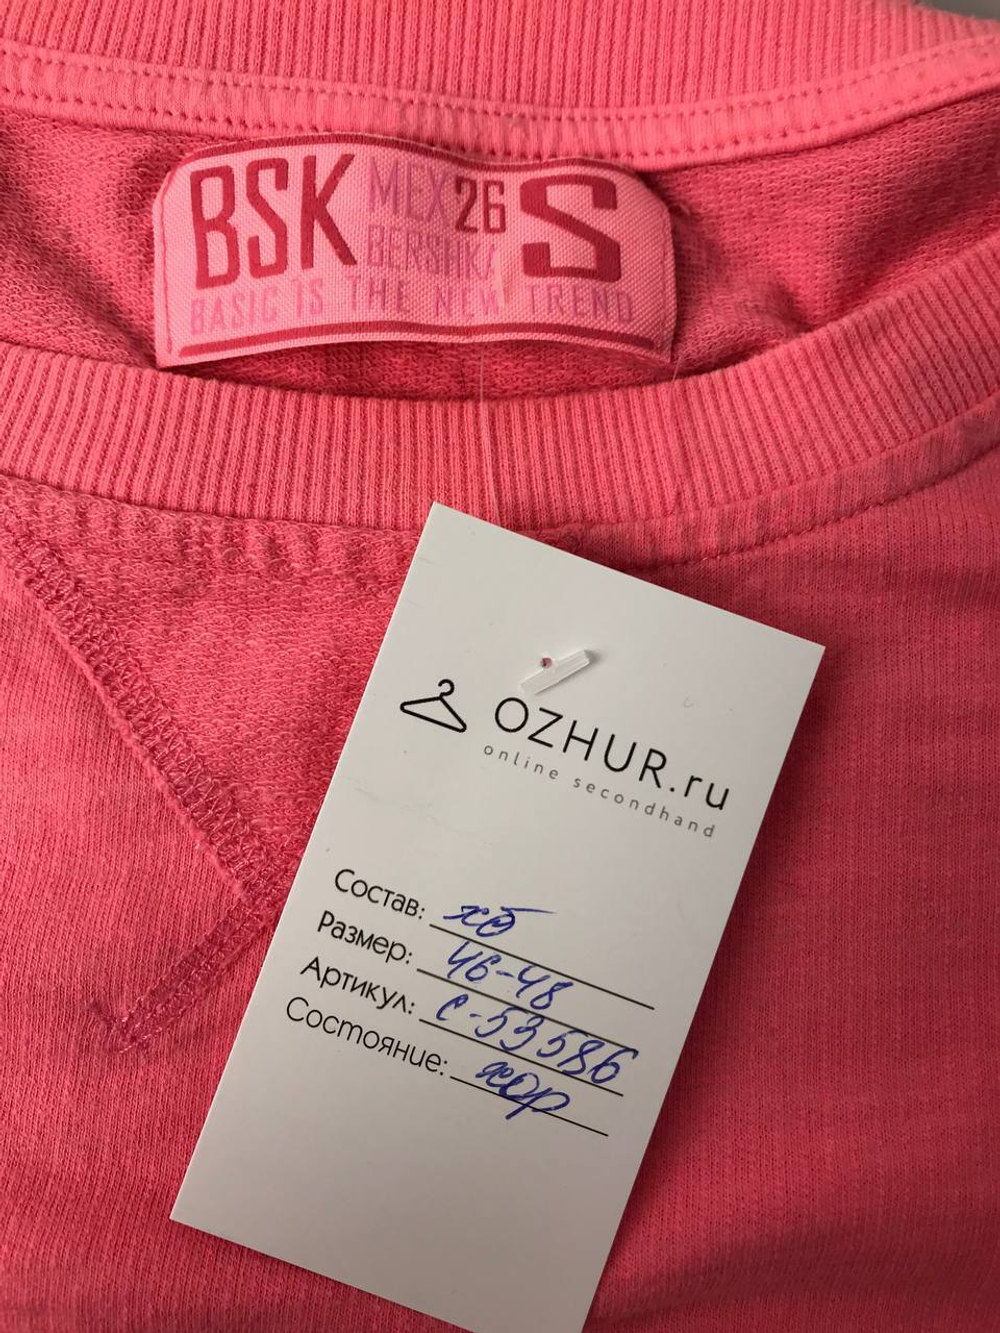 BSK MEX 26 S
BERSHKA
BASIC IS THE NEW TREND
OZHUR.ru
online secondhand
Состав: хб
Размер: 46-48
Артикул: С-53586
Состояние: хор